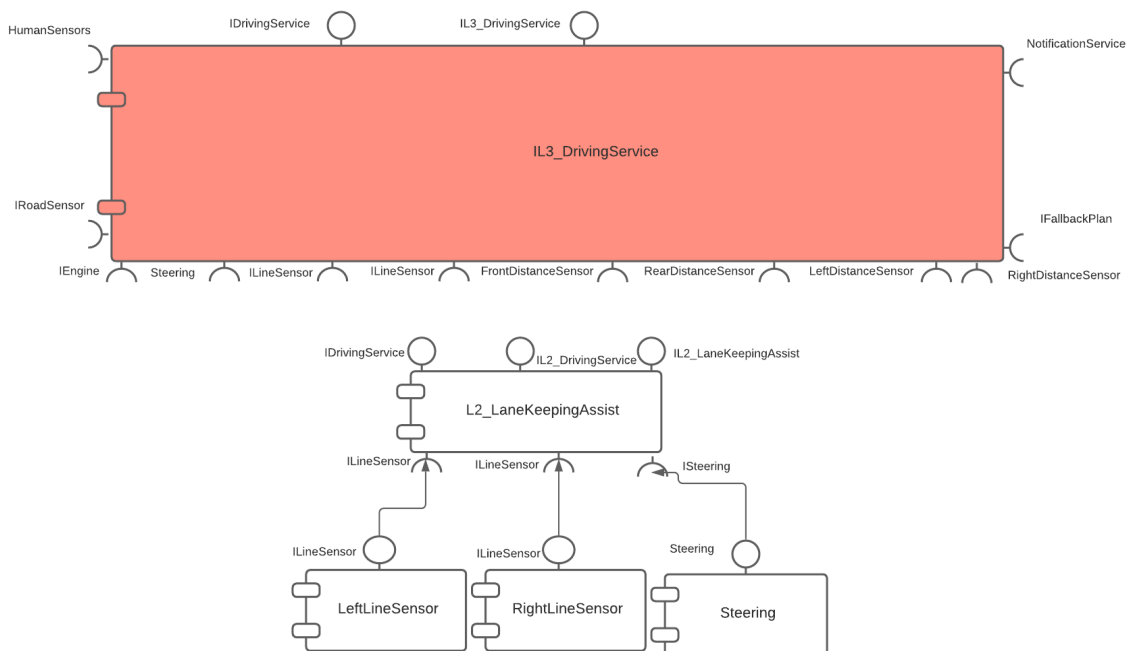 IDrivingService
IL3_DrivingService
HumanSensors
NotificationService
IL3_DrivingService
IRoadSensor
IFallbackPlan
IEngine
Steering
ILineSensor
ILineSensor
FrontDistanceSensor
RearDistanceSensor
LeftDistanceSensor
RightDistanceSensor
IDrivingService
IL2_DrivingService
IL2_LaneKeepingAssist
L2_LaneKeepingAssist
ILineSensor
ILineSensor
ISteering
ILineSensor
ILineSensor
Steering
LeftLineSensor
RightLineSensor
Steering